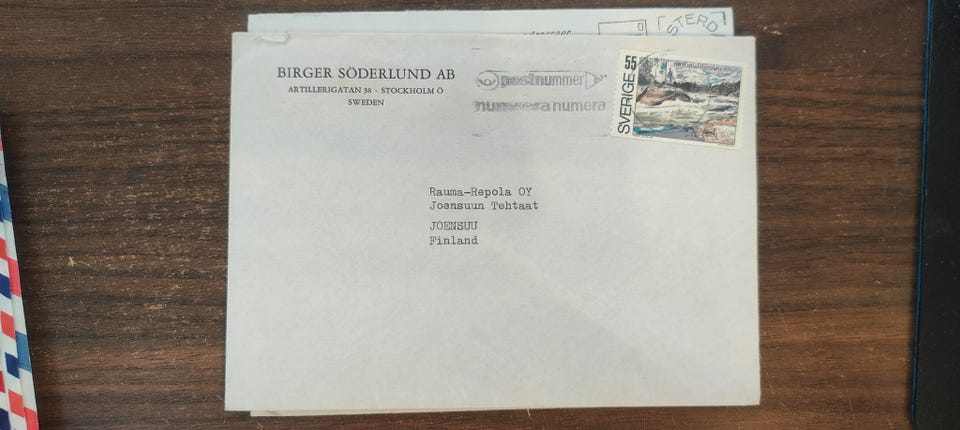 STERD
BIRGER SÖDERLUND AB
ARTILLERIGATAN 38 · STOCKHOLM Ö
SWEDEN
postnummer
numrera numera
55
SVERIGE
Rauma-Repola OY
Joensuun Tehtaat
JOENSUU
Finland